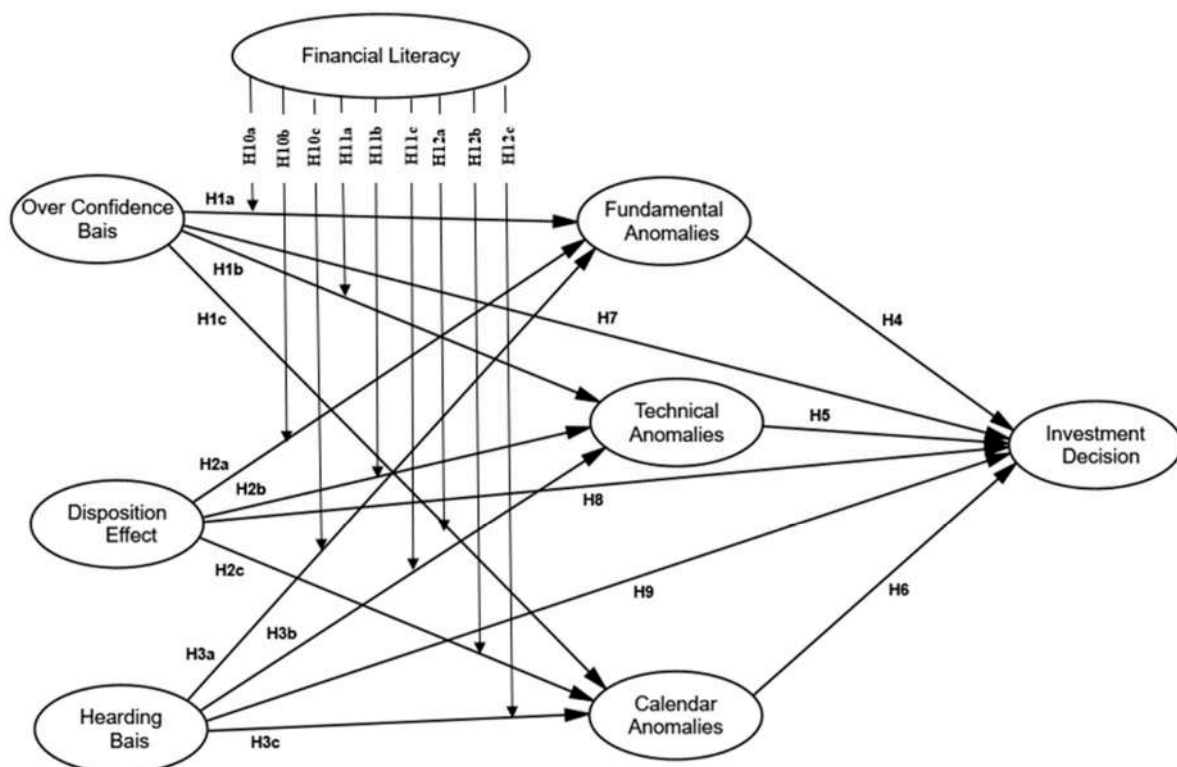 Financial Literacy
H10a
H10b
H10c
H11a
H11b
H11c
H12a
H12b
H12c
Over Confidence
Bais
H1a
Fundamental
Anomalies
H1b
H1c
H7
H4
Technical
Anomalies
H5
Investment
Decision
H2a
H2b
H8
Disposition
Effect
H2c
H9
H6
H3b
H3a
Hearding
Bais
H3c
Calendar
Anomalies